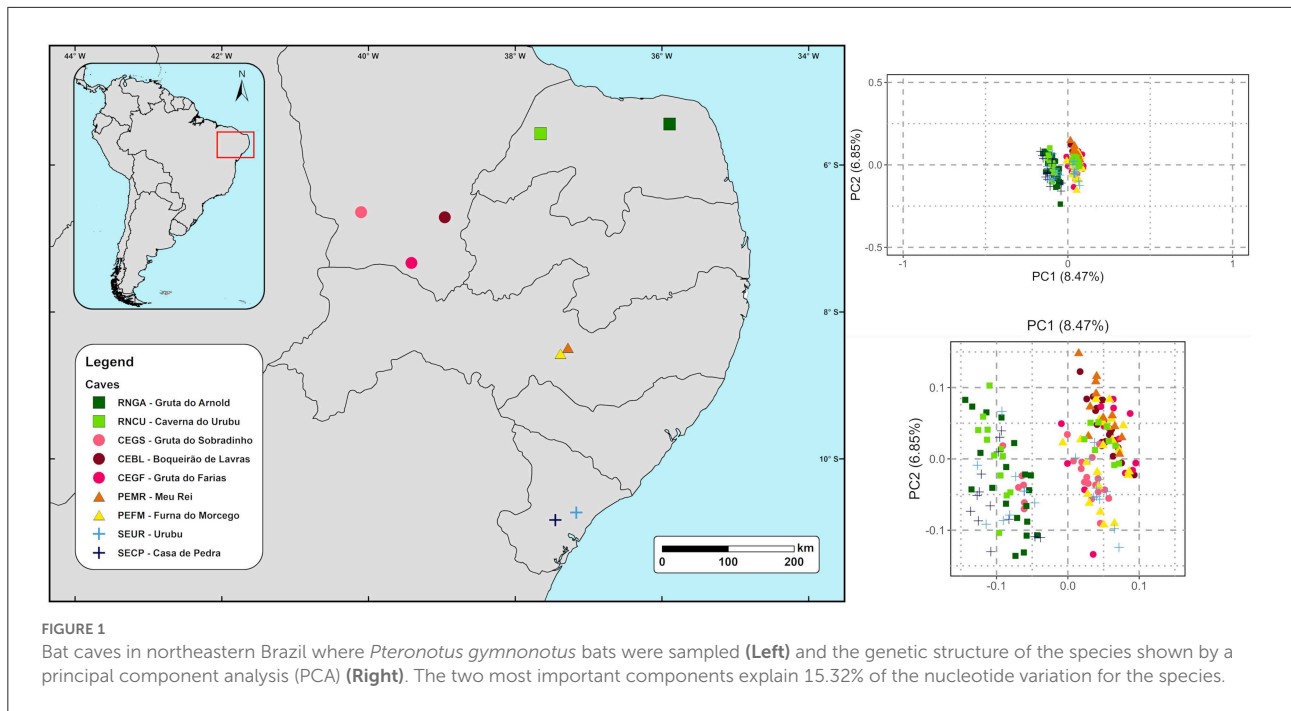 44° W
42° W
40° W
38° W
36° W
34° W
N
6° S
8° S
10° S
Legend
Caves
RNGA - Gruta do Arnold
RNCU - Caverna do Urubu
CEGS - Gruta do Sobradinho
CEBL - Boqueirão de Lavras
CEGF - Gruta do Farias
PEMR - Meu Rei
PEFM - Furna do Morcego
SEUR - Urubu
SECP - Casa de Pedra
km
0 100 200
PC2 (6.85%)
0.5
0.0
-0.5
-1 0 1
PC1 (8.47%)
PC1 (8.47%)
PC2 (6.85%)
0.1
0.0
-0.1
-0.1 0.0 0.1
FIGURE 1
Bat caves in northeastern Brazil where Pteronotus gymnonotus bats were sampled (Left) and the genetic structure of the species shown by a
principal component analysis (PCA) (Right). The two most important components explain 15.32% of the nucleotide variation for the species.